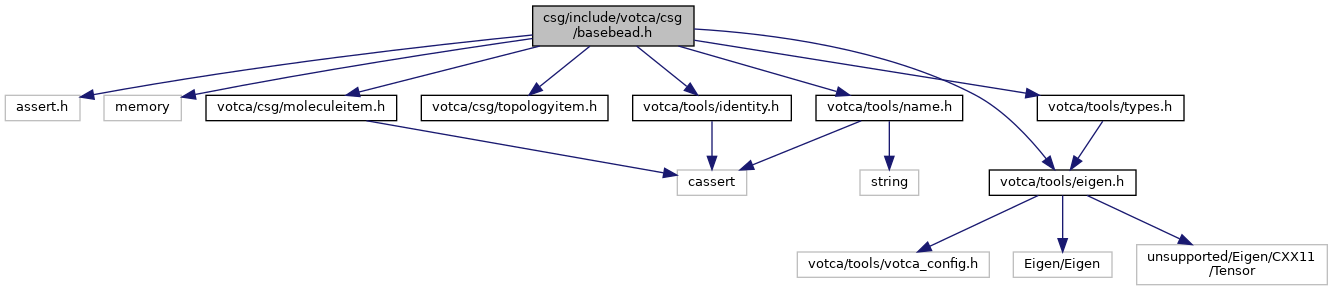 csg/include/votca/csg
/basebead.h
assert.h
memory
votca/csg/moleculeitem.h
votca/csg/topologyitem.h
votca/tools/identity.h
votca/tools/name.h
votca/tools/types.h
cassert
string
votca/tools/eigen.h
votca/tools/votca_config.h
Eigen/Eigen
unsupported/Eigen/CXX11
/Tensor